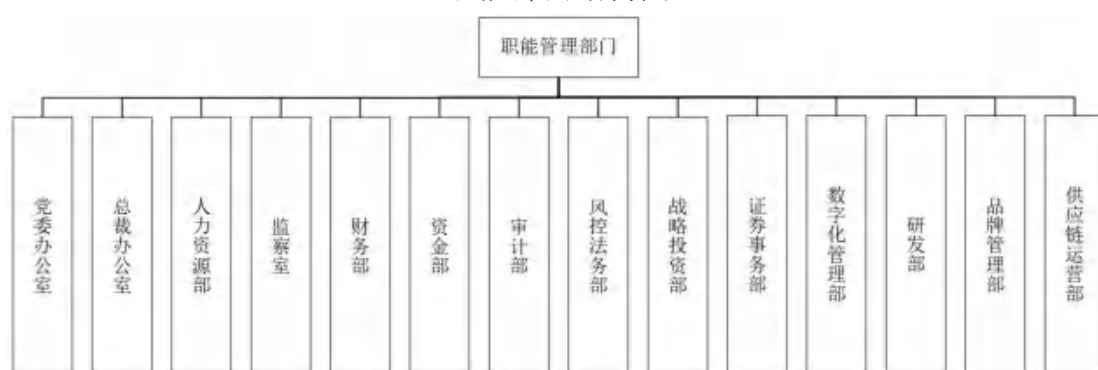 职能管理部门
党委办公室
总裁办公室
人力资源部
监察室
财务部
资金部
审计部
风控法务部
战略投资部
证券事务部
数字化管理部
研发部
品牌管理部
供应链运营部